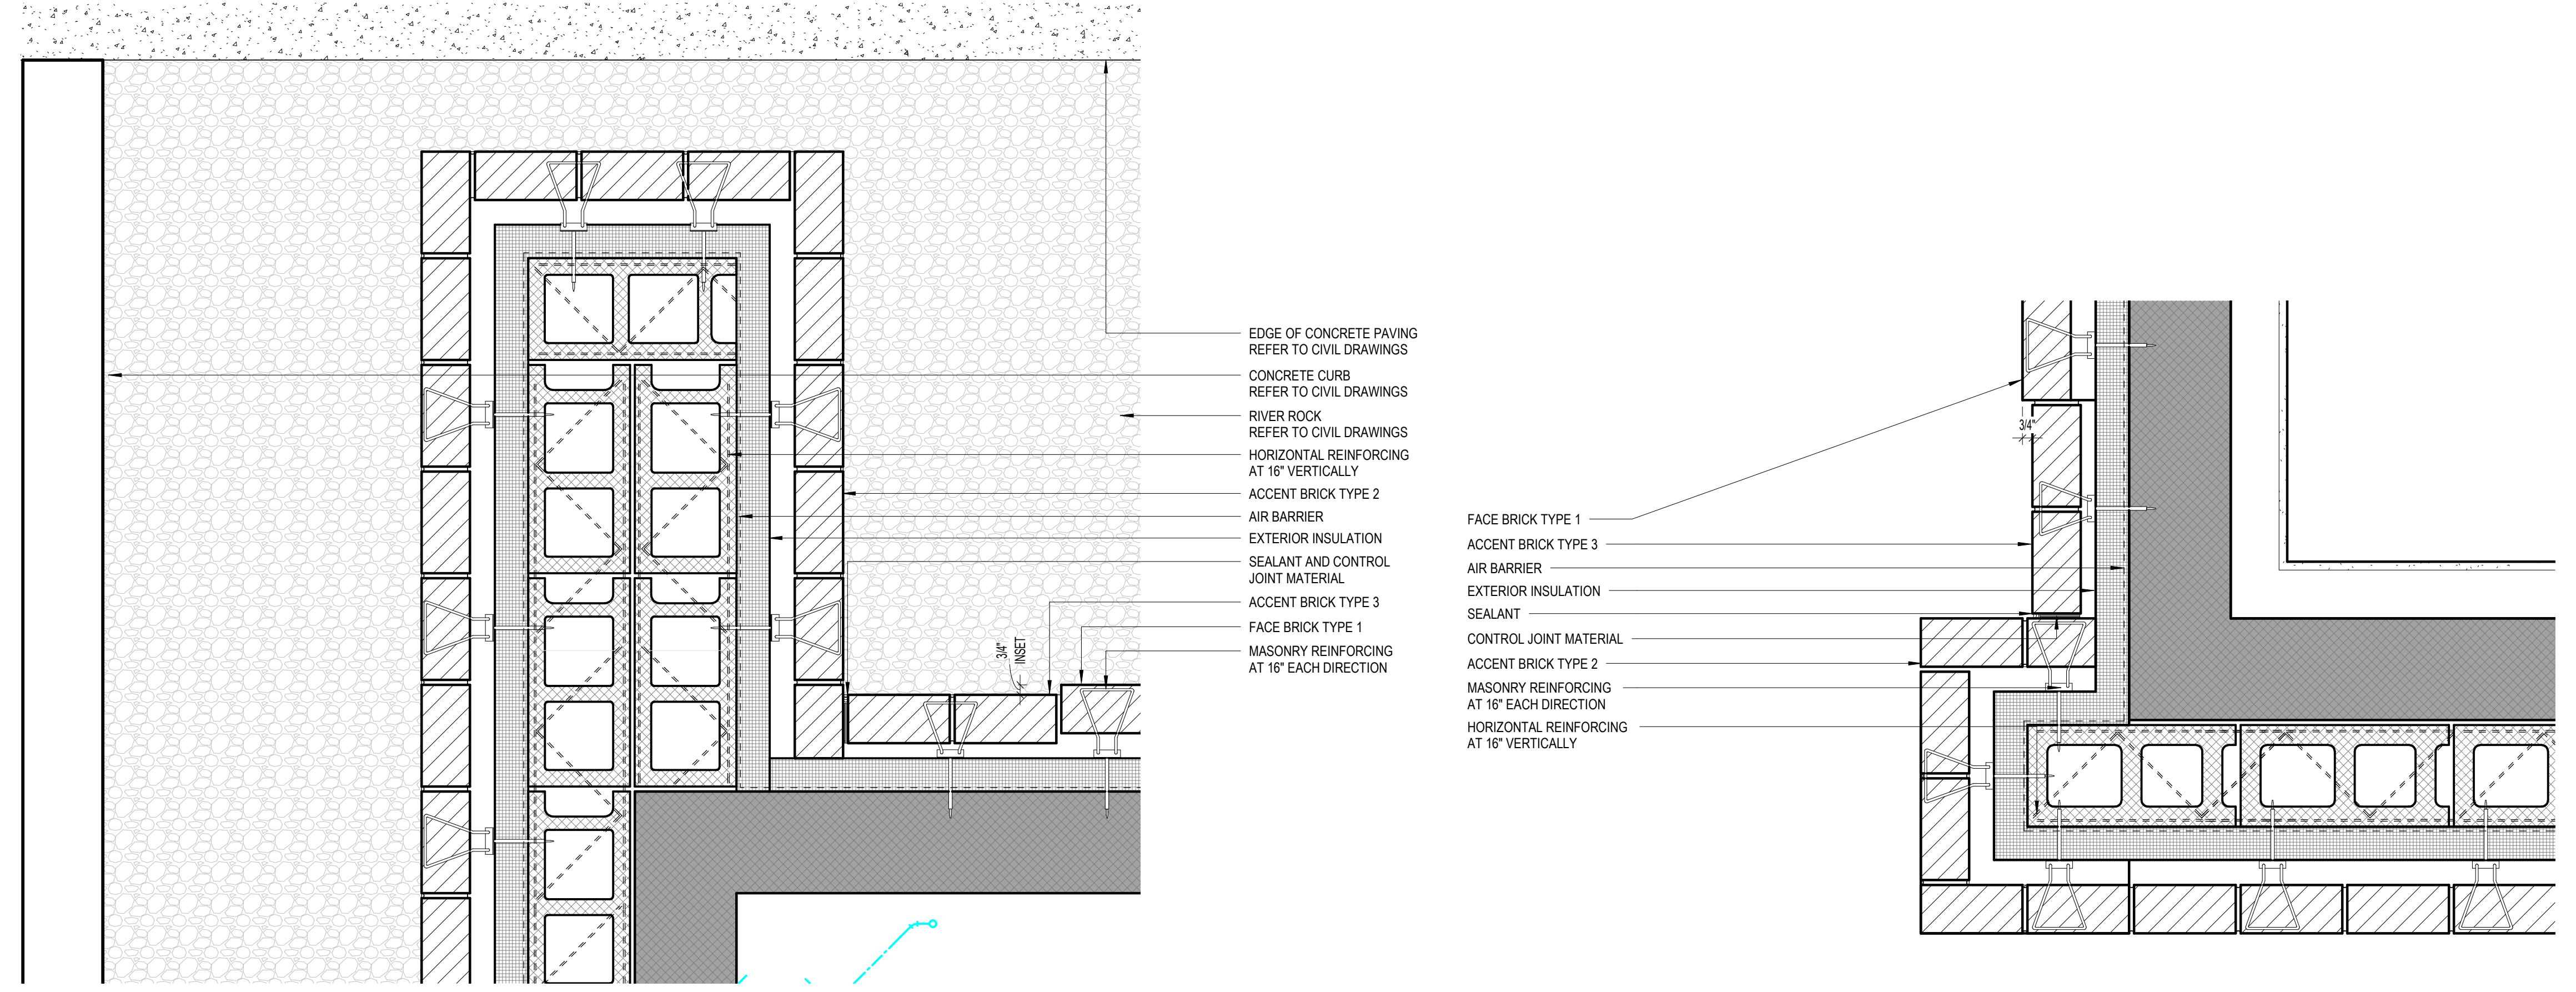 EDGE OF CONCRETE PAVING
REFER TO CIVIL DRAWINGS
CONCRETE CURB
REFER TO CIVIL DRAWINGS
RIVER ROCK
REFER TO CIVIL DRAWINGS
HORIZONTAL REINFORCING
AT 16" VERTICALLY
ACCENT BRICK TYPE 2
AIR BARRIER
EXTERIOR INSULATION
SEALANT AND CONTROL
JOINT MATERIAL
ACCENT BRICK TYPE 3
FACE BRICK TYPE 1
MASONRY REINFORCING
AT 16" EACH DIRECTION
3/4"
INSET
3/4"
FACE BRICK TYPE 1
ACCENT BRICK TYPE 3
AIR BARRIER
EXTERIOR INSULATION
SEALANT
CONTROL JOINT MATERIAL
ACCENT BRICK TYPE 2
MASONRY REINFORCING
AT 16" EACH DIRECTION
HORIZONTAL REINFORCING
AT 16" VERTICALLY